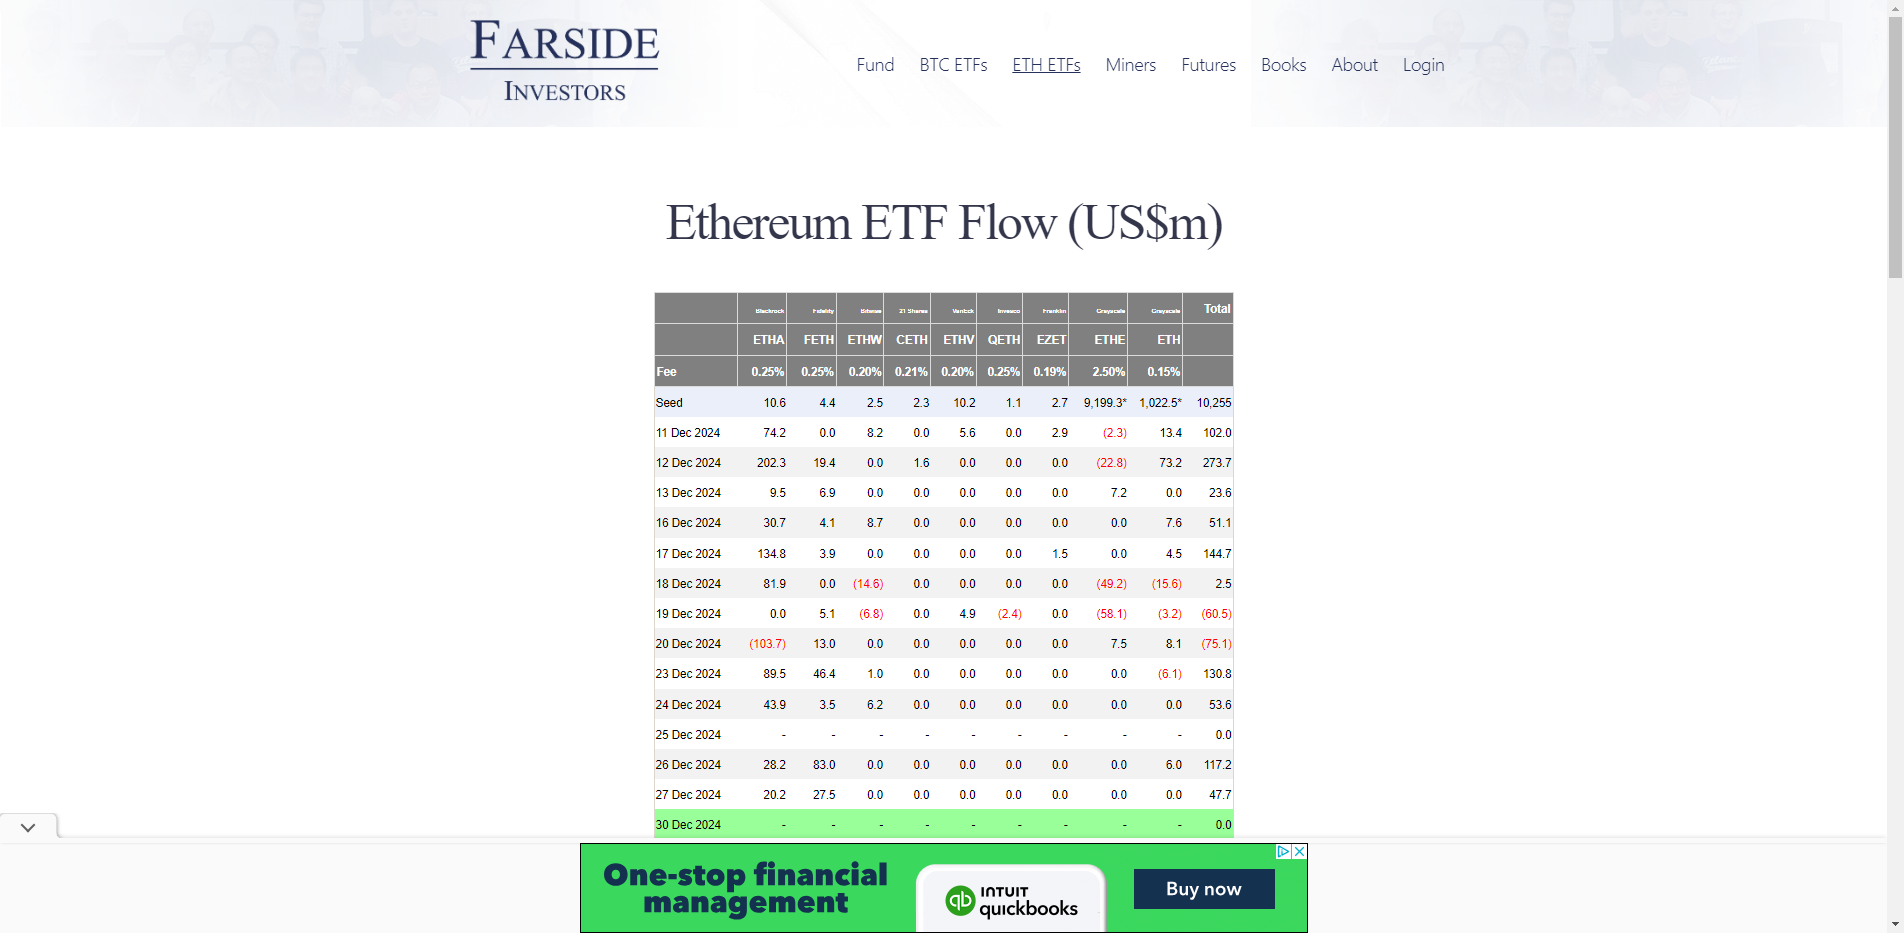 FARSIDE
INVESTORS
Fund BTC ETFs ETH ETFs Miners Futures Books About Login
Ethereum ETF Flow (US$m)
Blackrock Fidelity Bitwise 21 Shares VanEck Invesco Franklin Grayscale Grayscale Total
ETHA FETH ETHW CETH ETHV QETH EZET ETHE ETH
Fee 0.25% 0.25% 0.20% 0.21% 0.20% 0.25% 0.19% 2.50% 0.15%
Seed 10.6 4.4 2.5 2.3 10.2 1.1 2.7 9,199.3* 1,022.5* 10,255
11 Dec 2024 74.2 0.0 8.2 0.0 5.6 0.0 2.9 (2.3) 13.4 102.0
12 Dec 2024 202.3 19.4 0.0 1.6 0.0 0.0 0.0 (22.8) 73.2 273.7
13 Dec 2024 9.5 6.9 0.0 0.0 0.0 0.0 0.0 7.2 0.0 23.6
16 Dec 2024 30.7 4.1 8.7 0.0 0.0 0.0 0.0 0.0 7.6 51.1
17 Dec 2024 134.8 3.9 0.0 0.0 0.0 0.0 1.5 0.0 4.5 144.7
18 Dec 2024 81.9 0.0 (14.6) 0.0 0.0 0.0 0.0 (49.2) (15.6) 2.5
19 Dec 2024 0.0 5.1 (6.8) 0.0 4.9 (2.4) 0.0 (58.1) (3.2) (60.5)
20 Dec 2024 (103.7) 13.0 0.0 0.0 0.0 0.0 0.0 7.5 8.1 (75.1)
23 Dec 2024 89.5 46.4 1.0 0.0 0.0 0.0 0.0 0.0 (6.1) 130.8
24 Dec 2024 43.9 3.5 6.2 0.0 0.0 0.0 0.0 0.0 0.0 53.6
25 Dec 2024 - - - - - - - - - 0.0
26 Dec 2024 28.2 83.0 0.0 0.0 0.0 0.0 0.0 0.0 6.0 117.2
27 Dec 2024 20.2 27.5 0.0 0.0 0.0 0.0 0.0 0.0 0.0 47.7
30 Dec 2024 - - - - - - - - - 0.0
One-stop financial
management
qb INTUIT
quickbooks
Buy now